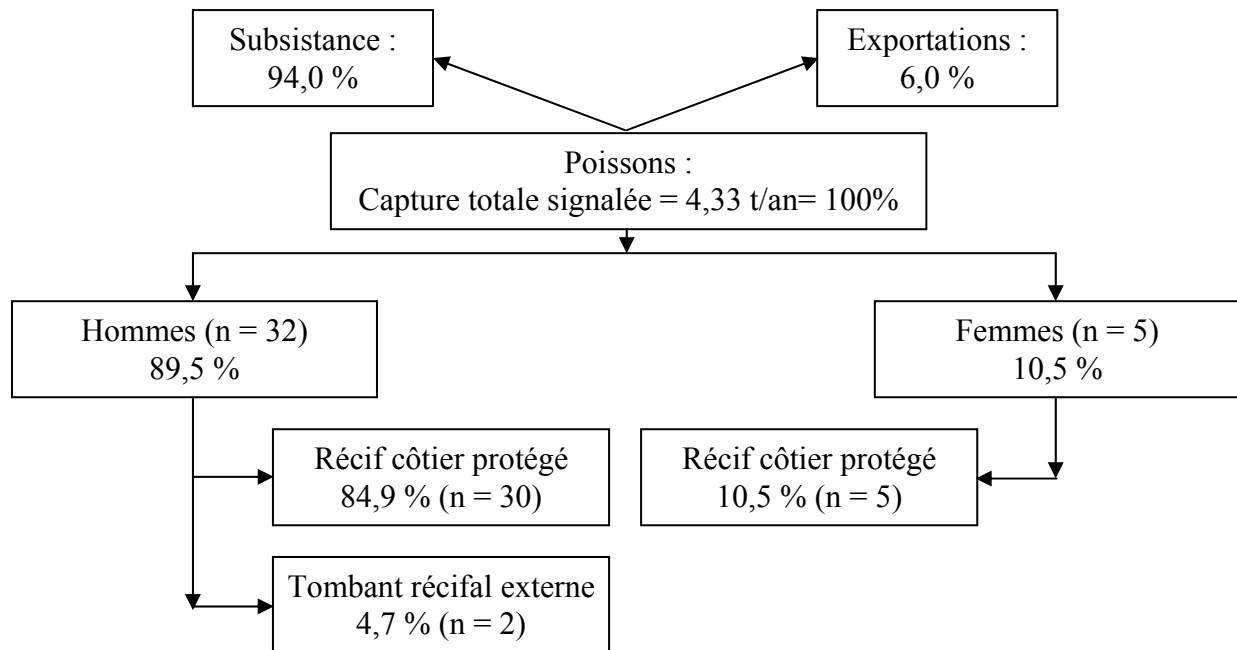 Subsistance :
94,0 %
Exportations :
6,0 %
Poissons :
Capture totale signalée = 4,33 t/an= 100%
Hommes (n = 32)
89,5 %
Femmes (n = 5)
10,5 %
Récif côtier protégé
84,9 % (n = 30)
Récif côtier protégé
10,5 % (n = 5)
Tombant récifal externe
4,7 % (n = 2)